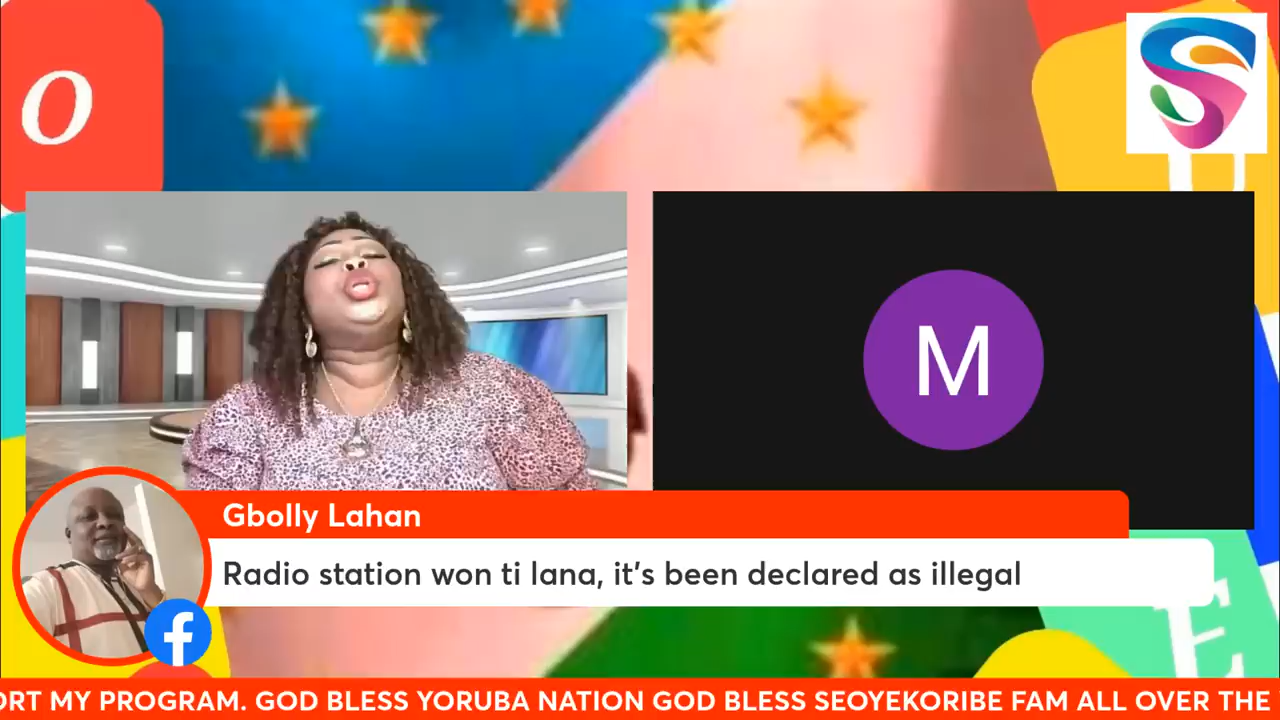 O
M
Gbolly Lahan
Radio station won ti lana, it's been declared as illegal
E
ORT MY PROGRAM. GOD BLESS YORUBA NATION GOD BLESS SEOYEKORIBE FAM ALL OVER THE